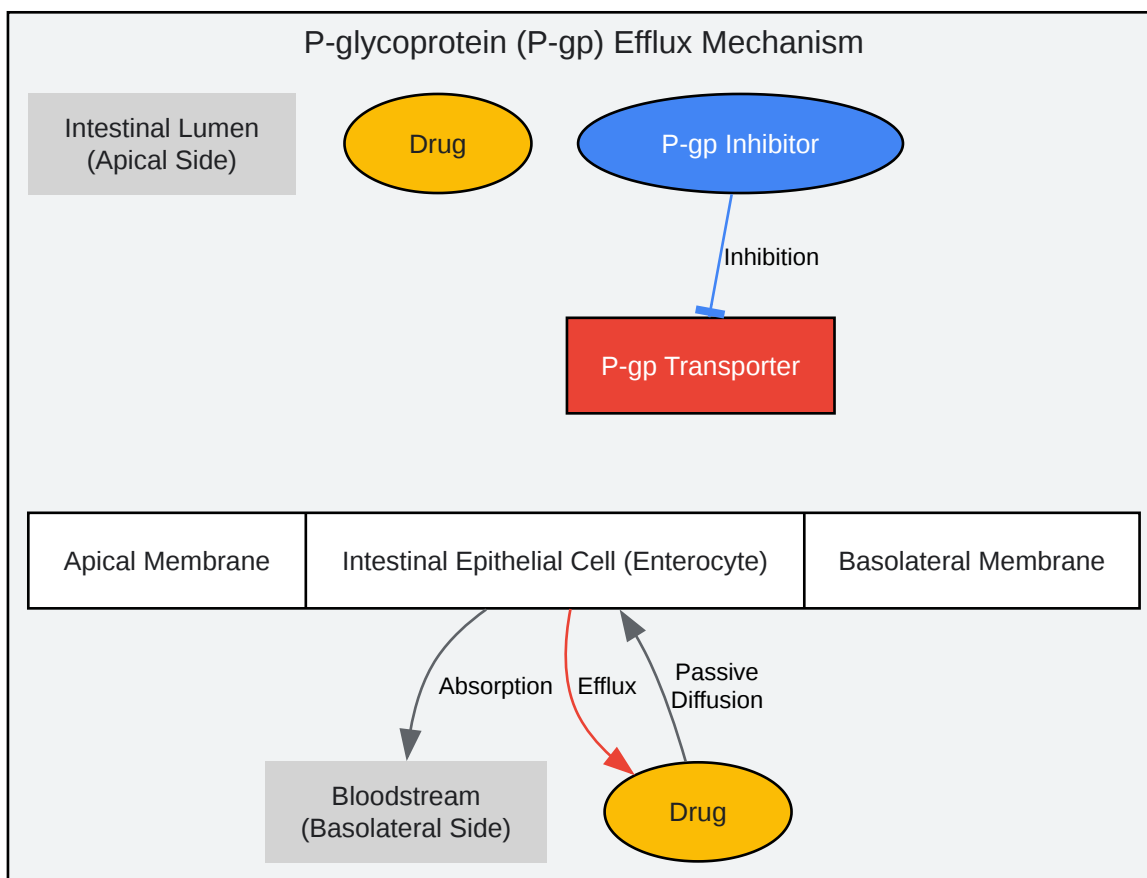 P-glycoprotein (P-gp) Efflux Mechanism
Intestinal Lumen
(Apical Side)
Drug
P-gp Inhibitor
Inhibition
P-gp Transporter
Apical Membrane
Intestinal Epithelial Cell (Enterocyte)
Basolateral Membrane
Absorption
Efflux
Passive
Diffusion
Bloodstream
(Basolateral Side)
Drug